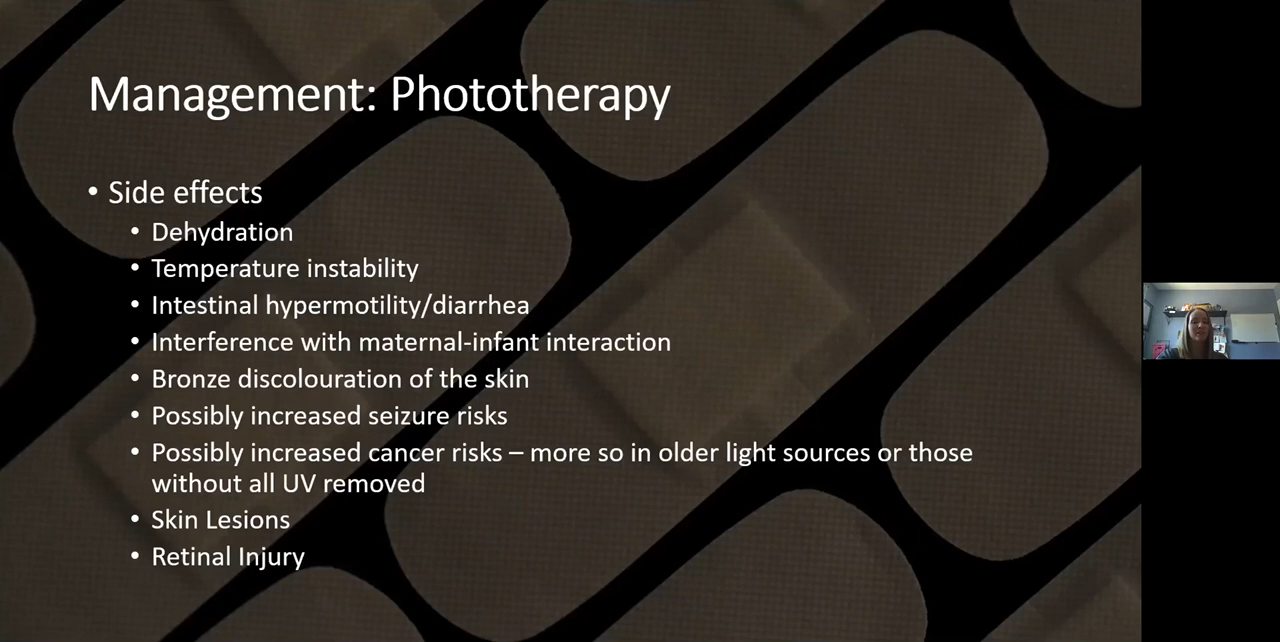 Management: Phototherapy
• Side effects
• Dehydration
• Temperature instability
• Intestinal hypermotility/diarrhea
• Interference with maternal-infant interaction
• Bronze discolouration of the skin
• Possibly increased seizure risks
• Possibly increased cancer risks – more so in older light sources or those
without all UV removed
• Skin Lesions
• Retinal Injury